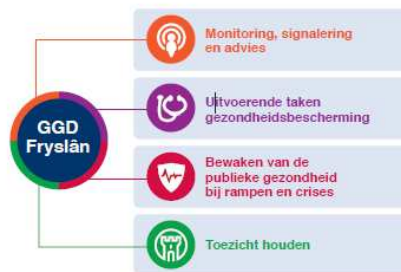 GGD
Fryslân
Monitoring, signalering
en advies
Uitvoerende taken
gezondheidsbescherming
Bewaken van de
publieke gezondheid
bij rampen en crises
Toezicht houden